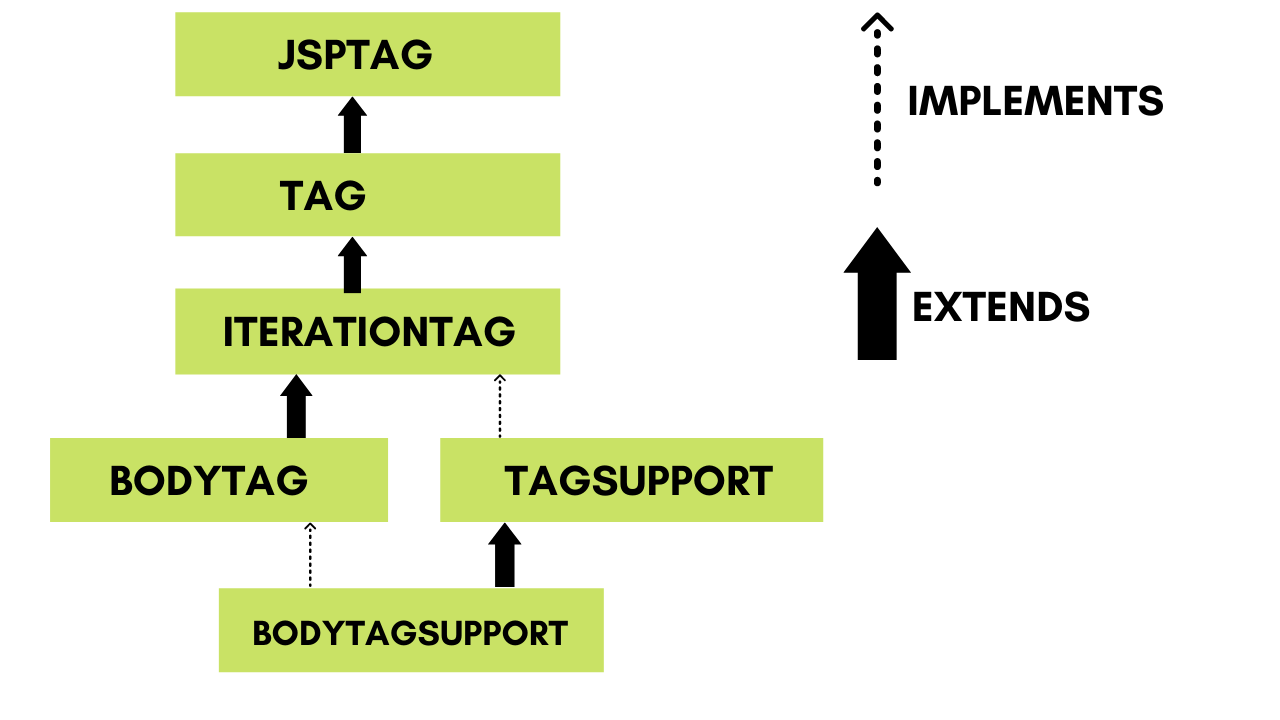 JSPTAG
TAG
ITERATIONTAG
BODYTAG
TAGSUPPORT
BODYTAGSUPPORT
IMPLEMENTS
EXTENDS